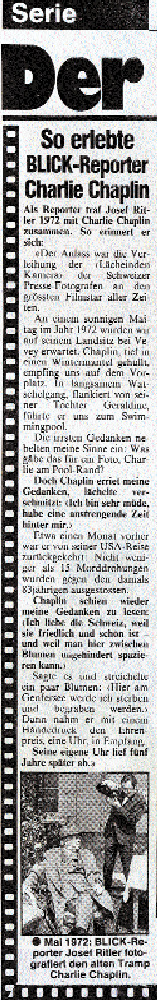 Serie
Der
So erlebte
BLICK-Reporter
Charlie Chaplin
Als Reporter traf Josef Rit-
ler 1972 mit Charlie Chaplin
zusammen. So erinnert er
sich:
«Der Anlass war die Ver-
leihung der ‹Lächelnden
Kamera› der Schweizer
Presse-Fotografen an den
grössten Filmstar aller Zei-
ten.
An einem sonnigen Mai-
tag im Jahr 1972 wurden wir
auf seinem Landsitz bei Ve-
vey erwartet. Chaplin, tief in
einen Wintermantel gehüllt,
empfing uns auf dem Vor-
platz. In langsamem Wat-
schelgang, flankiert von sei-
ner Tochter Geraldine,
führte er uns zum Swim-
mingpool.
Die irrsten Gedanken ne-
belten meine Sinne ein: Was
gäbe das für ein Foto, Char-
lie am Pool-Rand?
Doch Chaplin erriet meine
Gedanken, lächelte ver-
schmitzt: ‹Ich bin sehr müde,
habe eine anstrengende Zeit
hinter mir.›
Etwa einen Monat vorher
war er von seiner USA-Reise
zurückgekehrt. Nicht weni-
ger als 15 Morddrohungen
wurden gegen den damals
83jährigen ausgestossen.
Chaplin schien wieder
meine Gedanken zu lesen:
‹Ich liebe die Schweiz, weil
sie friedlich und schön ist –
und weil man hier zwischen
Blumen ungehindert spazie-
ren kann.›
Sagte es und streichelte
ein paar Blumen: ‹Hier am
Genfersee werde ich sterben
und begraben werden.›
Dann nahm er mit einem
Händedruck den Ehren-
preis, eine Uhr, in Empfang.
Seine eigene Uhr lief fünf
Jahre später ab.»
● Mai 1972: BLICK-Re-
porter Josef Ritler foto-
grafiert den alten Tramp
Charlie Chaplin.